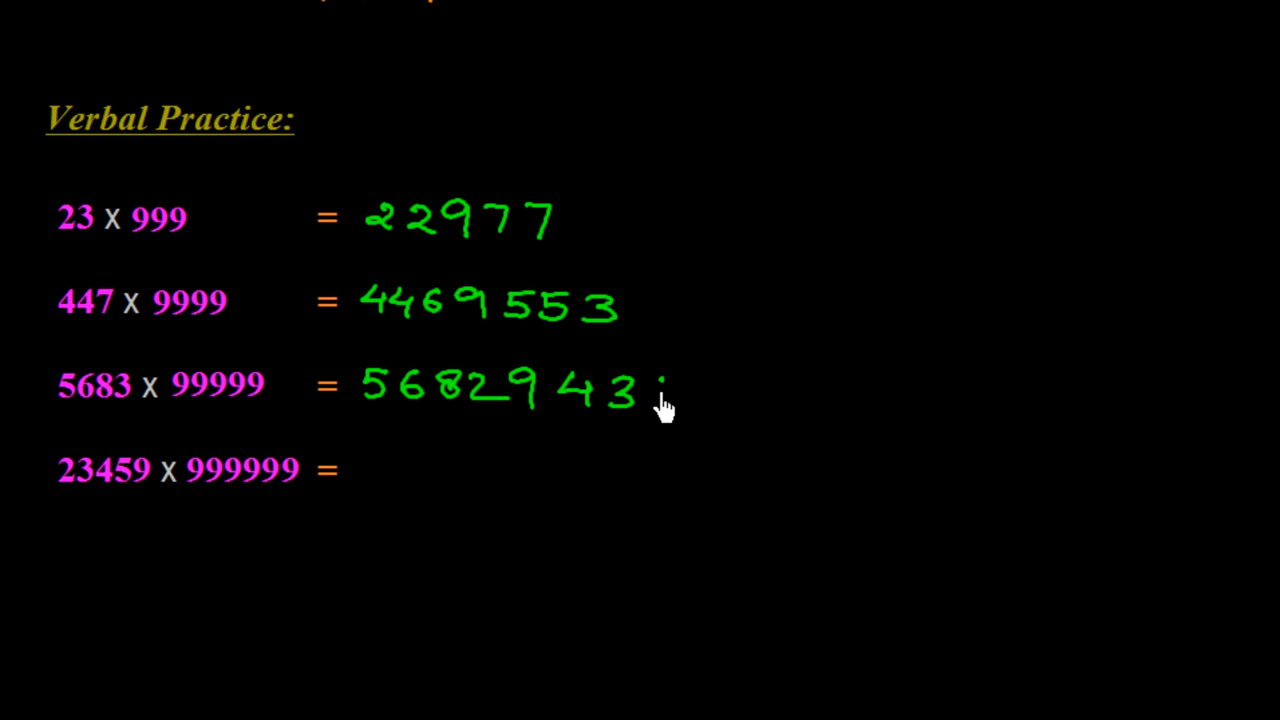 Verbal Practice:
23 x 999 = 22977
447 x 9999 = 4469553
5683 x 99999 = 5682943
23459 x 999999 =